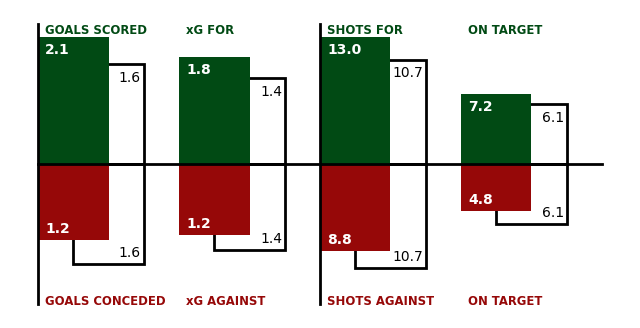 GOALS SCORED xG FOR SHOTS FOR ON TARGET
2.1 1.6 1.8 1.4 13.0 10.7 7.2 6.1
1.2 1.6 1.2 1.4 8.8 10.7 4.8 6.1
GOALS CONCEDED xG AGAINST SHOTS AGAINST ON TARGET